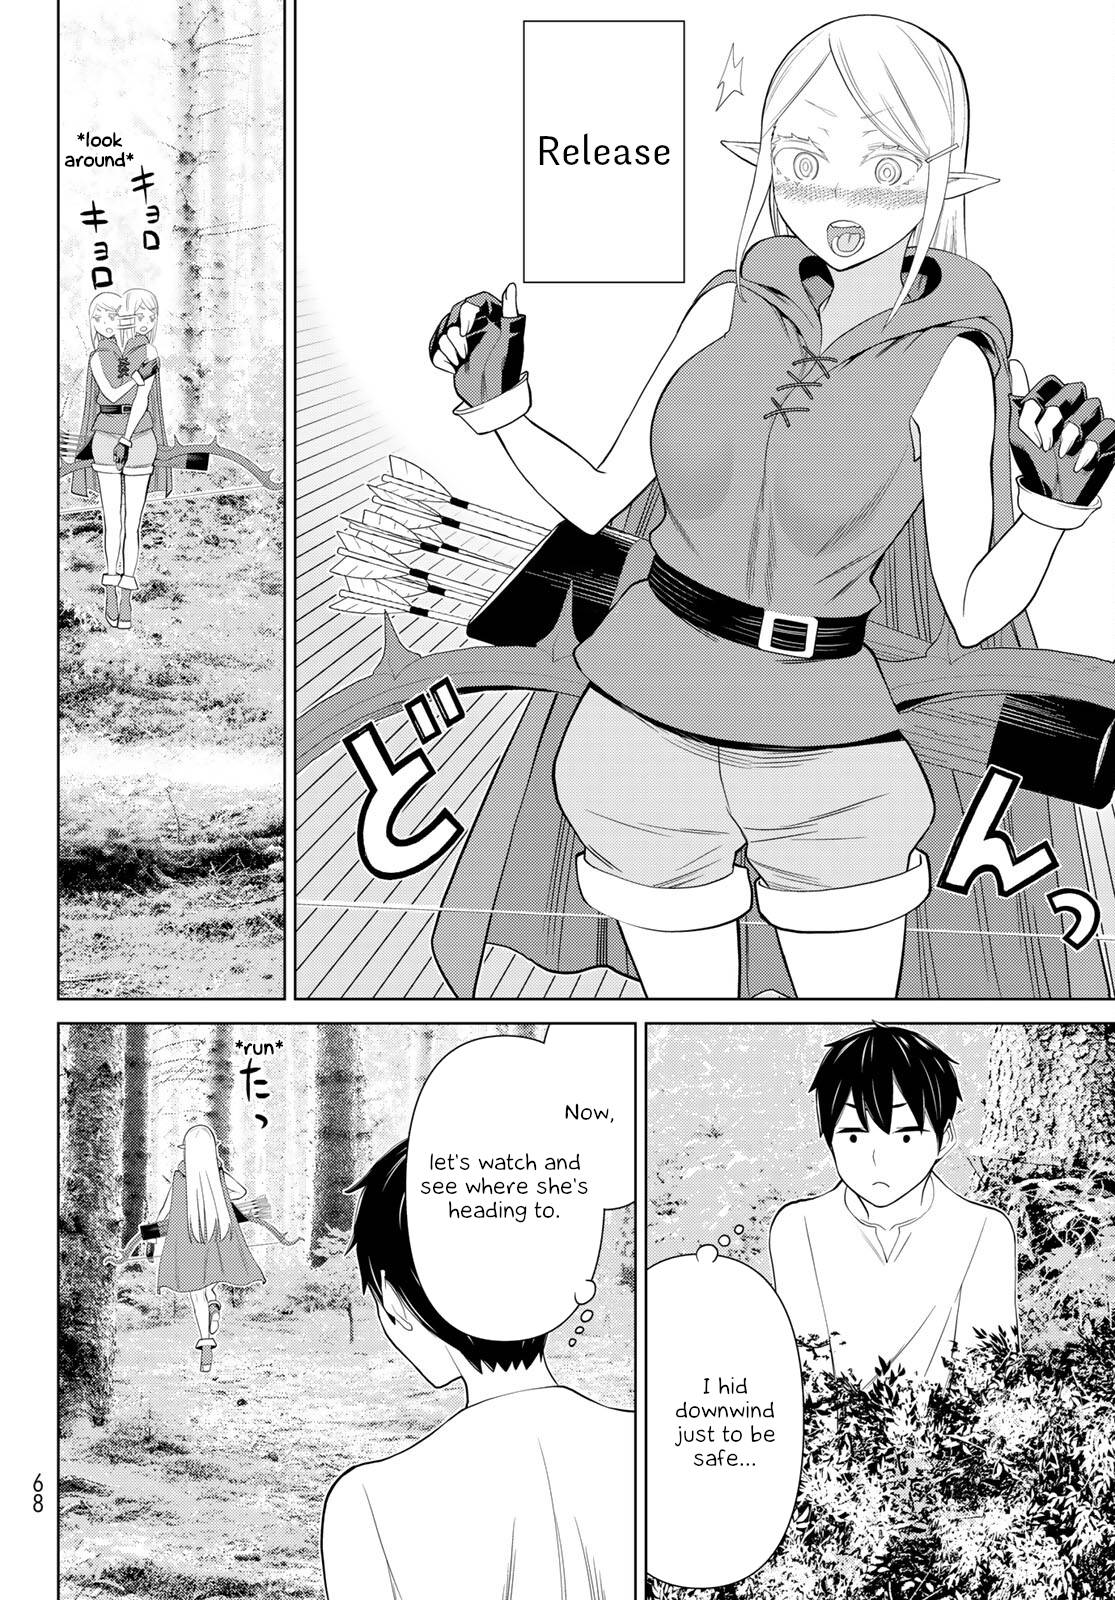 Release
どんっ
*look
around*
キョロ
キョロ
I hid
downwind
just to be
safe...
Now,
let's watch and
see where she's
heading to.
*run*
たっ
68